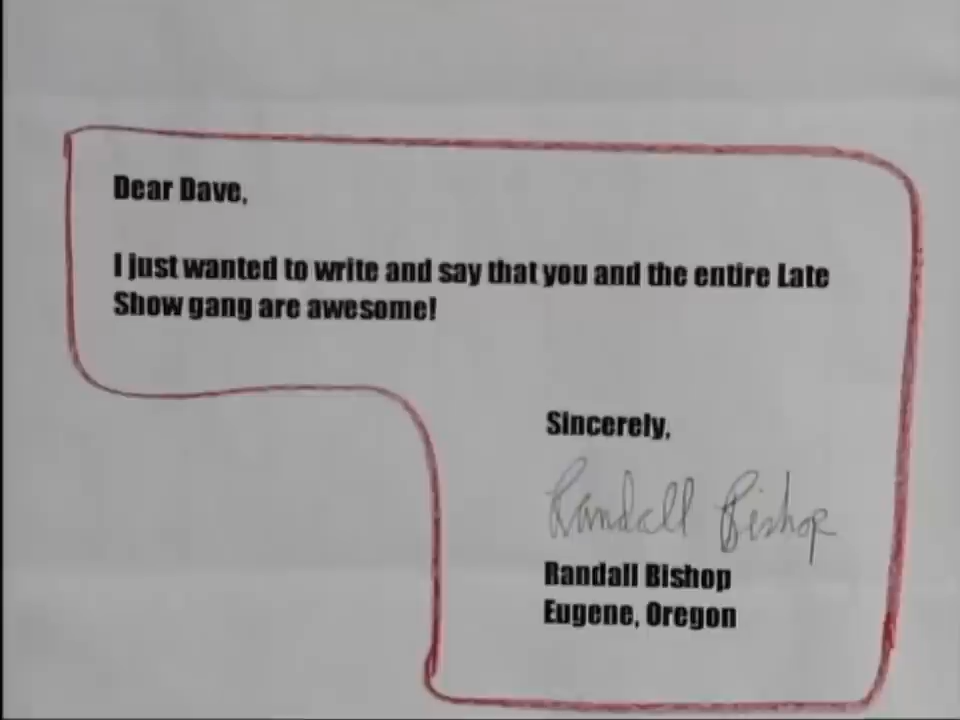 Dear Dave,
I just wanted to write and say that you and the entire Late
Show gang are awesome!
Sincerely,
Randall Bishop
Randall Bishop
Eugene, Oregon